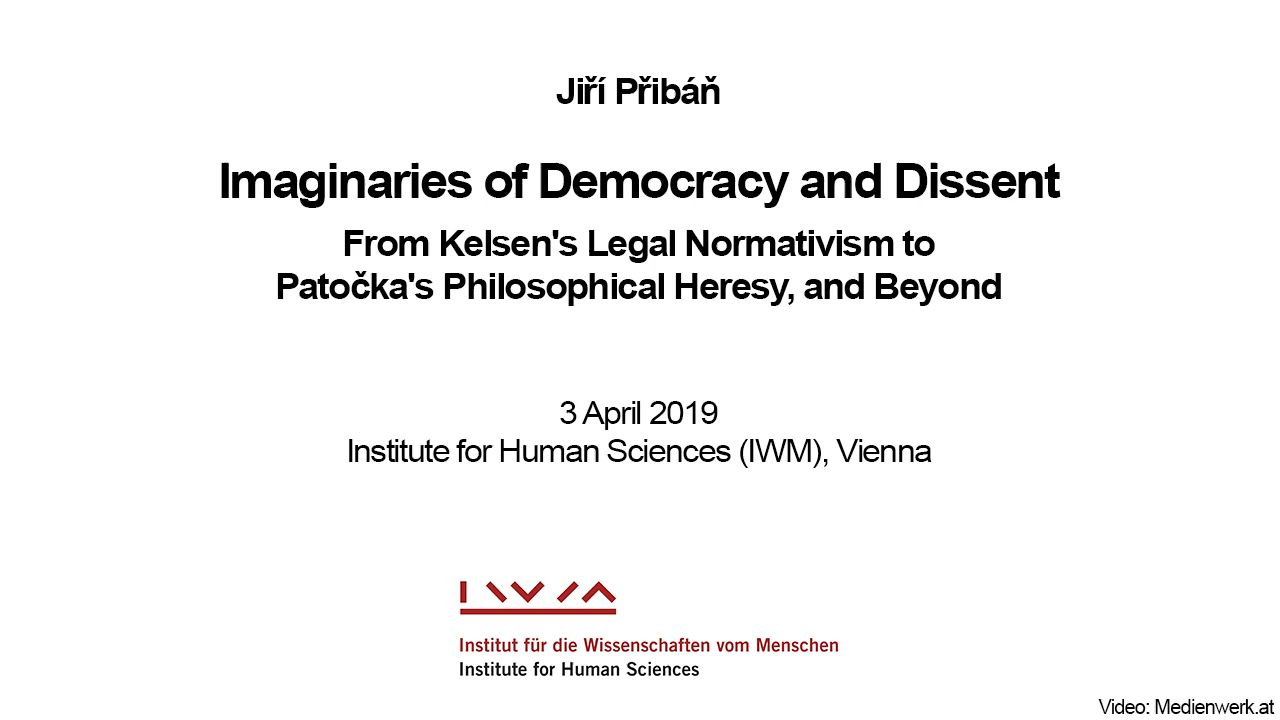 Jiří Přibáň
Imaginaries of Democracy and Dissent
From Kelsen's Legal Normativism to
Patočka's Philosophical Heresy, and Beyond
3 April 2019
Institute for Human Sciences (IWM), Vienna
IWM
Institut für die Wissenschaften vom Menschen
Institute for Human Sciences
Video: Medienwerk.at